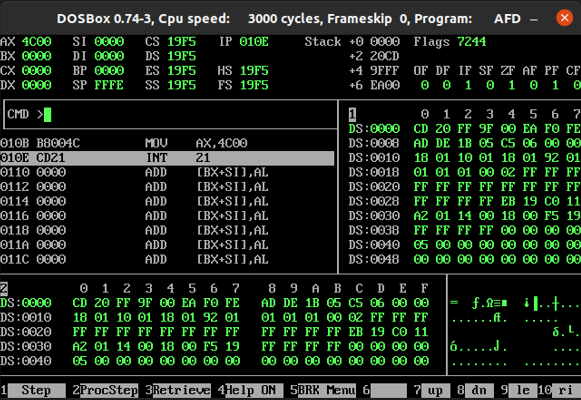 DOSBox 0.74-3, Cpu speed: 3000 cycles, Frameskip 0, Program: AFD
AX 4C00 SI 0000 CS 19F5 IP 010E Stack +0 0000 Flags 7244
BX 0000 DI 0000 DS 19F5 +2 20CD
CX 0000 BP 0000 ES 19F5 HS 19F5 +4 9FFF OF DF IF SF ZF AF PF CF
DX 0000 SP FFFE SS 19F5 FS 19F5 +6 EA00 0 0 1 0 1 0 1 0
CMD >
1 0 1 2 3 4 5 6 7
DS:0000 CD 20 FF 9F 00 EA F0 FE
010B B8004C MOV AX,4C00 DS:0008 AD DE 1B 05 C5 06 00 00
010E CD21 INT 21 DS:0010 18 01 10 01 18 01 92 01
0110 0000 ADD [BX+SI],AL DS:0018 01 01 01 00 02 FF FF FF
0112 0000 ADD [BX+SI],AL DS:0020 FF FF FF FF FF FF FF FF
0114 0000 ADD [BX+SI],AL DS:0028 FF FF FF FF EB 19 C0 11
0116 0000 ADD [BX+SI],AL DS:0030 A2 01 14 00 18 00 F5 19
0118 0000 ADD [BX+SI],AL DS:0038 FF FF FF FF 00 00 00 00
011A 0000 ADD [BX+SI],AL DS:0040 05 00 00 00 00 00 00 00
011C 0000 ADD [BX+SI],AL DS:0048 00 00 00 00 00 00 00 00
2 0 1 2 3 4 5 6 7 8 9 A B C D E F
DS:0000 CD 20 FF 9F 00 EA F0 FE AD DE 1B 05 C5 06 00 00
DS:0010 18 01 10 01 18 01 92 01 01 01 01 00 02 FF FF FF
DS:0020 FF FF FF FF FF FF FF FF FF FF FF FF EB 19 C0 11
DS:0030 A2 01 14 00 18 00 F5 19 FF FF FF FF 00 00 00 00
DS:0040 05 00 00 00 00 00 00 00 00 00 00 00 00 00 00 00
1 Step 2 ProcStep 3 Retrieve 4 Help ON 5 BRK Menu 6 7 up 8 dn 9 le 10 ri